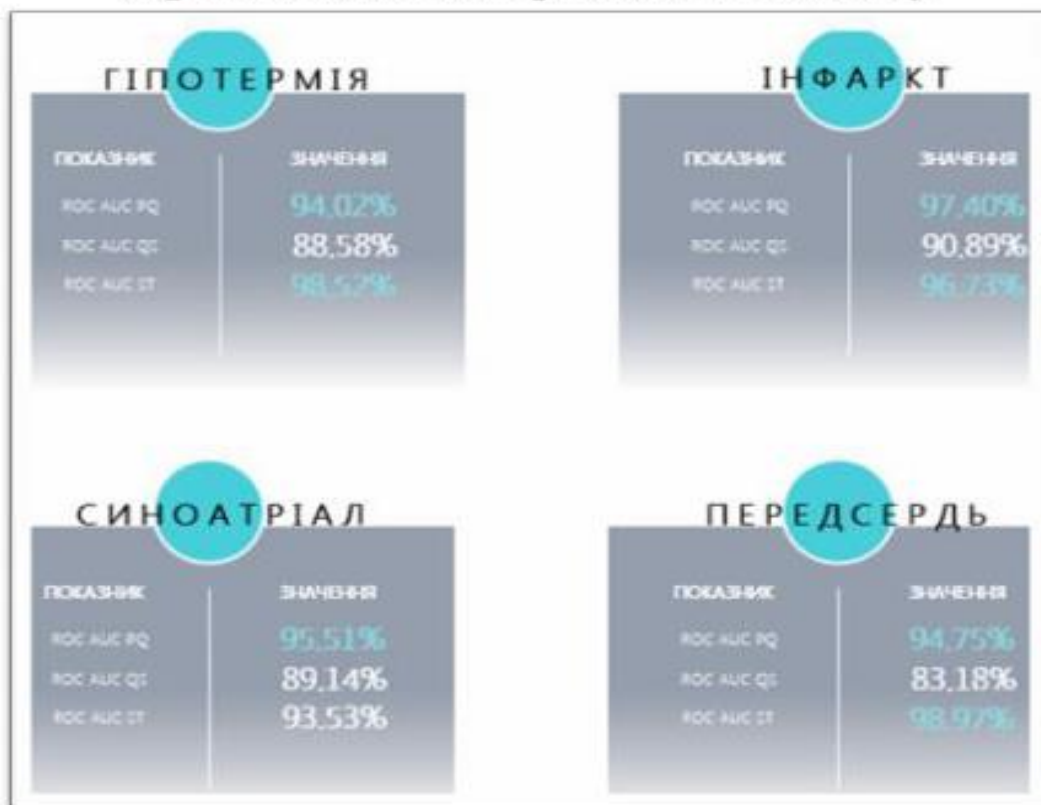 ГІПОТЕРМІЯ
ПОКАЗНИК ЗНАЧЕННЯ
ROC AUC PQ 94,02%
ROC AUC QS 88,58%
ROC AUC ST 98,52%
ІНФАРКТ
ПОКАЗНИК ЗНАЧЕННЯ
ROC AUC PQ 97,40%
ROC AUC QS 90,89%
ROC AUC ST 96,73%
СИНОАТРІАЛ
ПОКАЗНИК ЗНАЧЕННЯ
ROC AUC PQ 95,51%
ROC AUC QS 89,14%
ROC AUC ST 93,53%
ПЕРЕДСЕРДЬ
ПОКАЗНИК ЗНАЧЕННЯ
ROC AUC PQ 94,75%
ROC AUC QS 83,18%
ROC AUC ST 98,97%